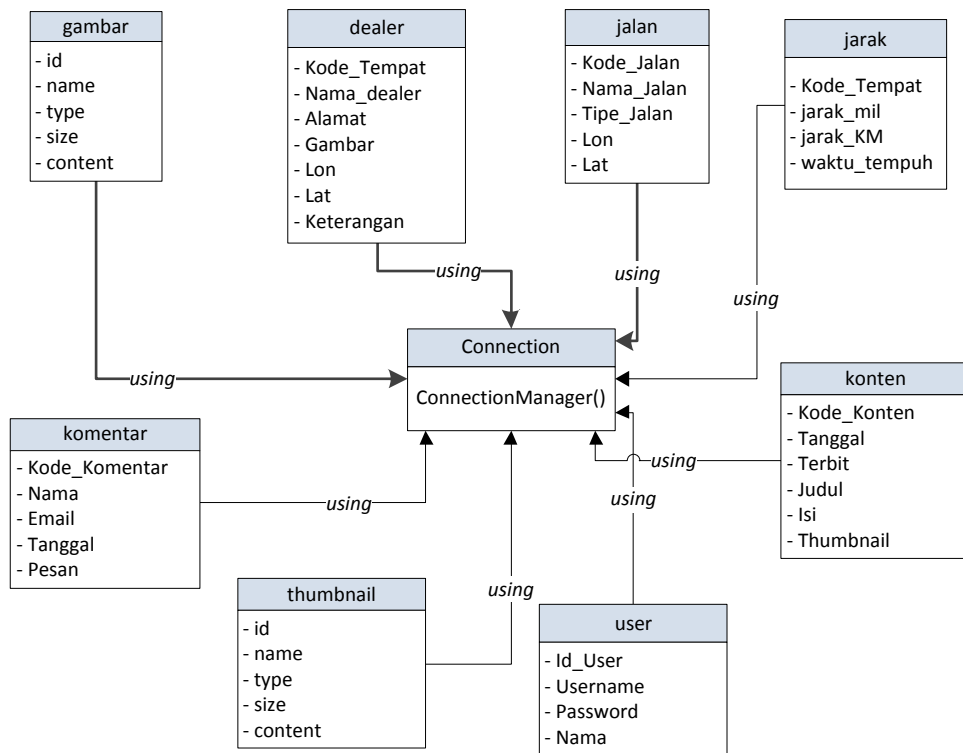 gambar
- id
- name
- type
- size
- content
dealer
- Kode_Tempat
- Nama_dealer
- Alamat
- Gambar
- Lon
- Lat
- Keterangan
jalan
- Kode_Jalan
- Nama_Jalan
- Tipe_Jalan
- Lon
- Lat
jarak
- Kode_Tempat
- jarak_mil
- jarak_KM
- waktu_tempuh
using
using
using
using
Connection
ConnectionManager()
komentar
- Kode_Komentar
- Nama
- Email
- Tanggal
- Pesan
using
konten
- Kode_Konten
- Tanggal
- Terbit
- Judul
- Isi
- Thumbnail
using
using
using
thumbnail
- id
- name
- type
- size
- content
user
- Id_User
- Username
- Password
- Nama